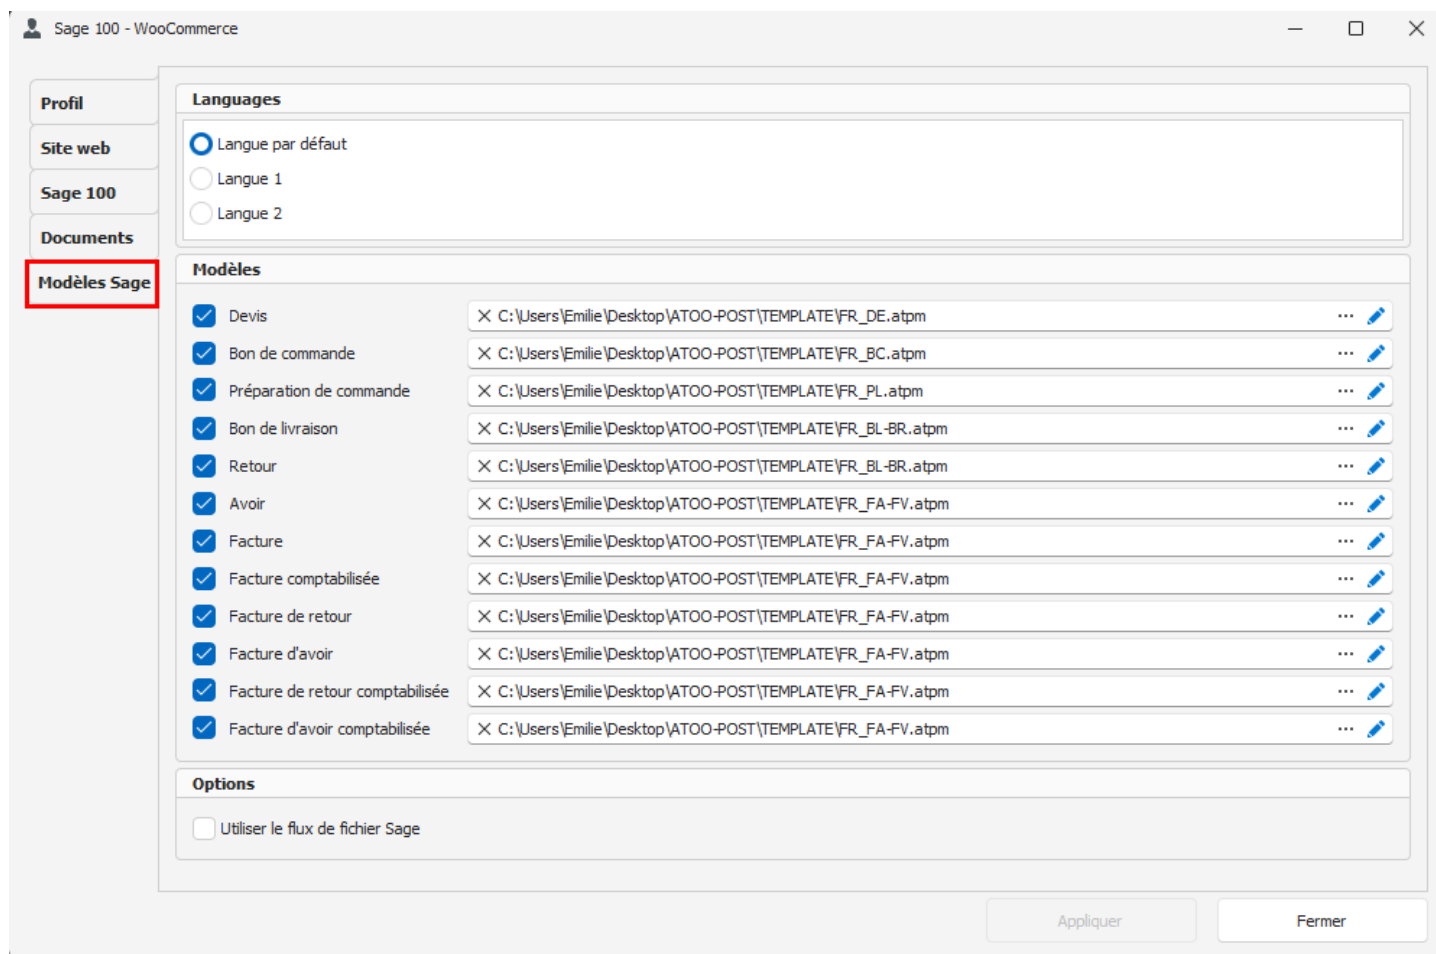 Sage 100 - WooCommerce
Profil
Site web
Sage 100
Documents
Modèles Sage
Languages
Langue par défaut
Langue 1
Langue 2
Modèles
Devis C:\Users\Emilie\Desktop\ATOO-POST\TEMPLATE\FR_DE.atpm
Bon de commande C:\Users\Emilie\Desktop\ATOO-POST\TEMPLATE\FR_BC.atpm
Préparation de commande C:\Users\Emilie\Desktop\ATOO-POST\TEMPLATE\FR_PL.atpm
Bon de livraison C:\Users\Emilie\Desktop\ATOO-POST\TEMPLATE\FR_BL-BR.atpm
Retour C:\Users\Emilie\Desktop\ATOO-POST\TEMPLATE\FR_BL-BR.atpm
Avoir C:\Users\Emilie\Desktop\ATOO-POST\TEMPLATE\FR_FA-FV.atpm
Facture C:\Users\Emilie\Desktop\ATOO-POST\TEMPLATE\FR_FA-FV.atpm
Facture comptabilisée C:\Users\Emilie\Desktop\ATOO-POST\TEMPLATE\FR_FA-FV.atpm
Facture de retour C:\Users\Emilie\Desktop\ATOO-POST\TEMPLATE\FR_FA-FV.atpm
Facture d'avoir C:\Users\Emilie\Desktop\ATOO-POST\TEMPLATE\FR_FA-FV.atpm
Facture de retour comptabilisée C:\Users\Emilie\Desktop\ATOO-POST\TEMPLATE\FR_FA-FV.atpm
Facture d'avoir comptabilisée C:\Users\Emilie\Desktop\ATOO-POST\TEMPLATE\FR_FA-FV.atpm
Options
Utiliser le flux de fichier Sage
Appliquer
Fermer